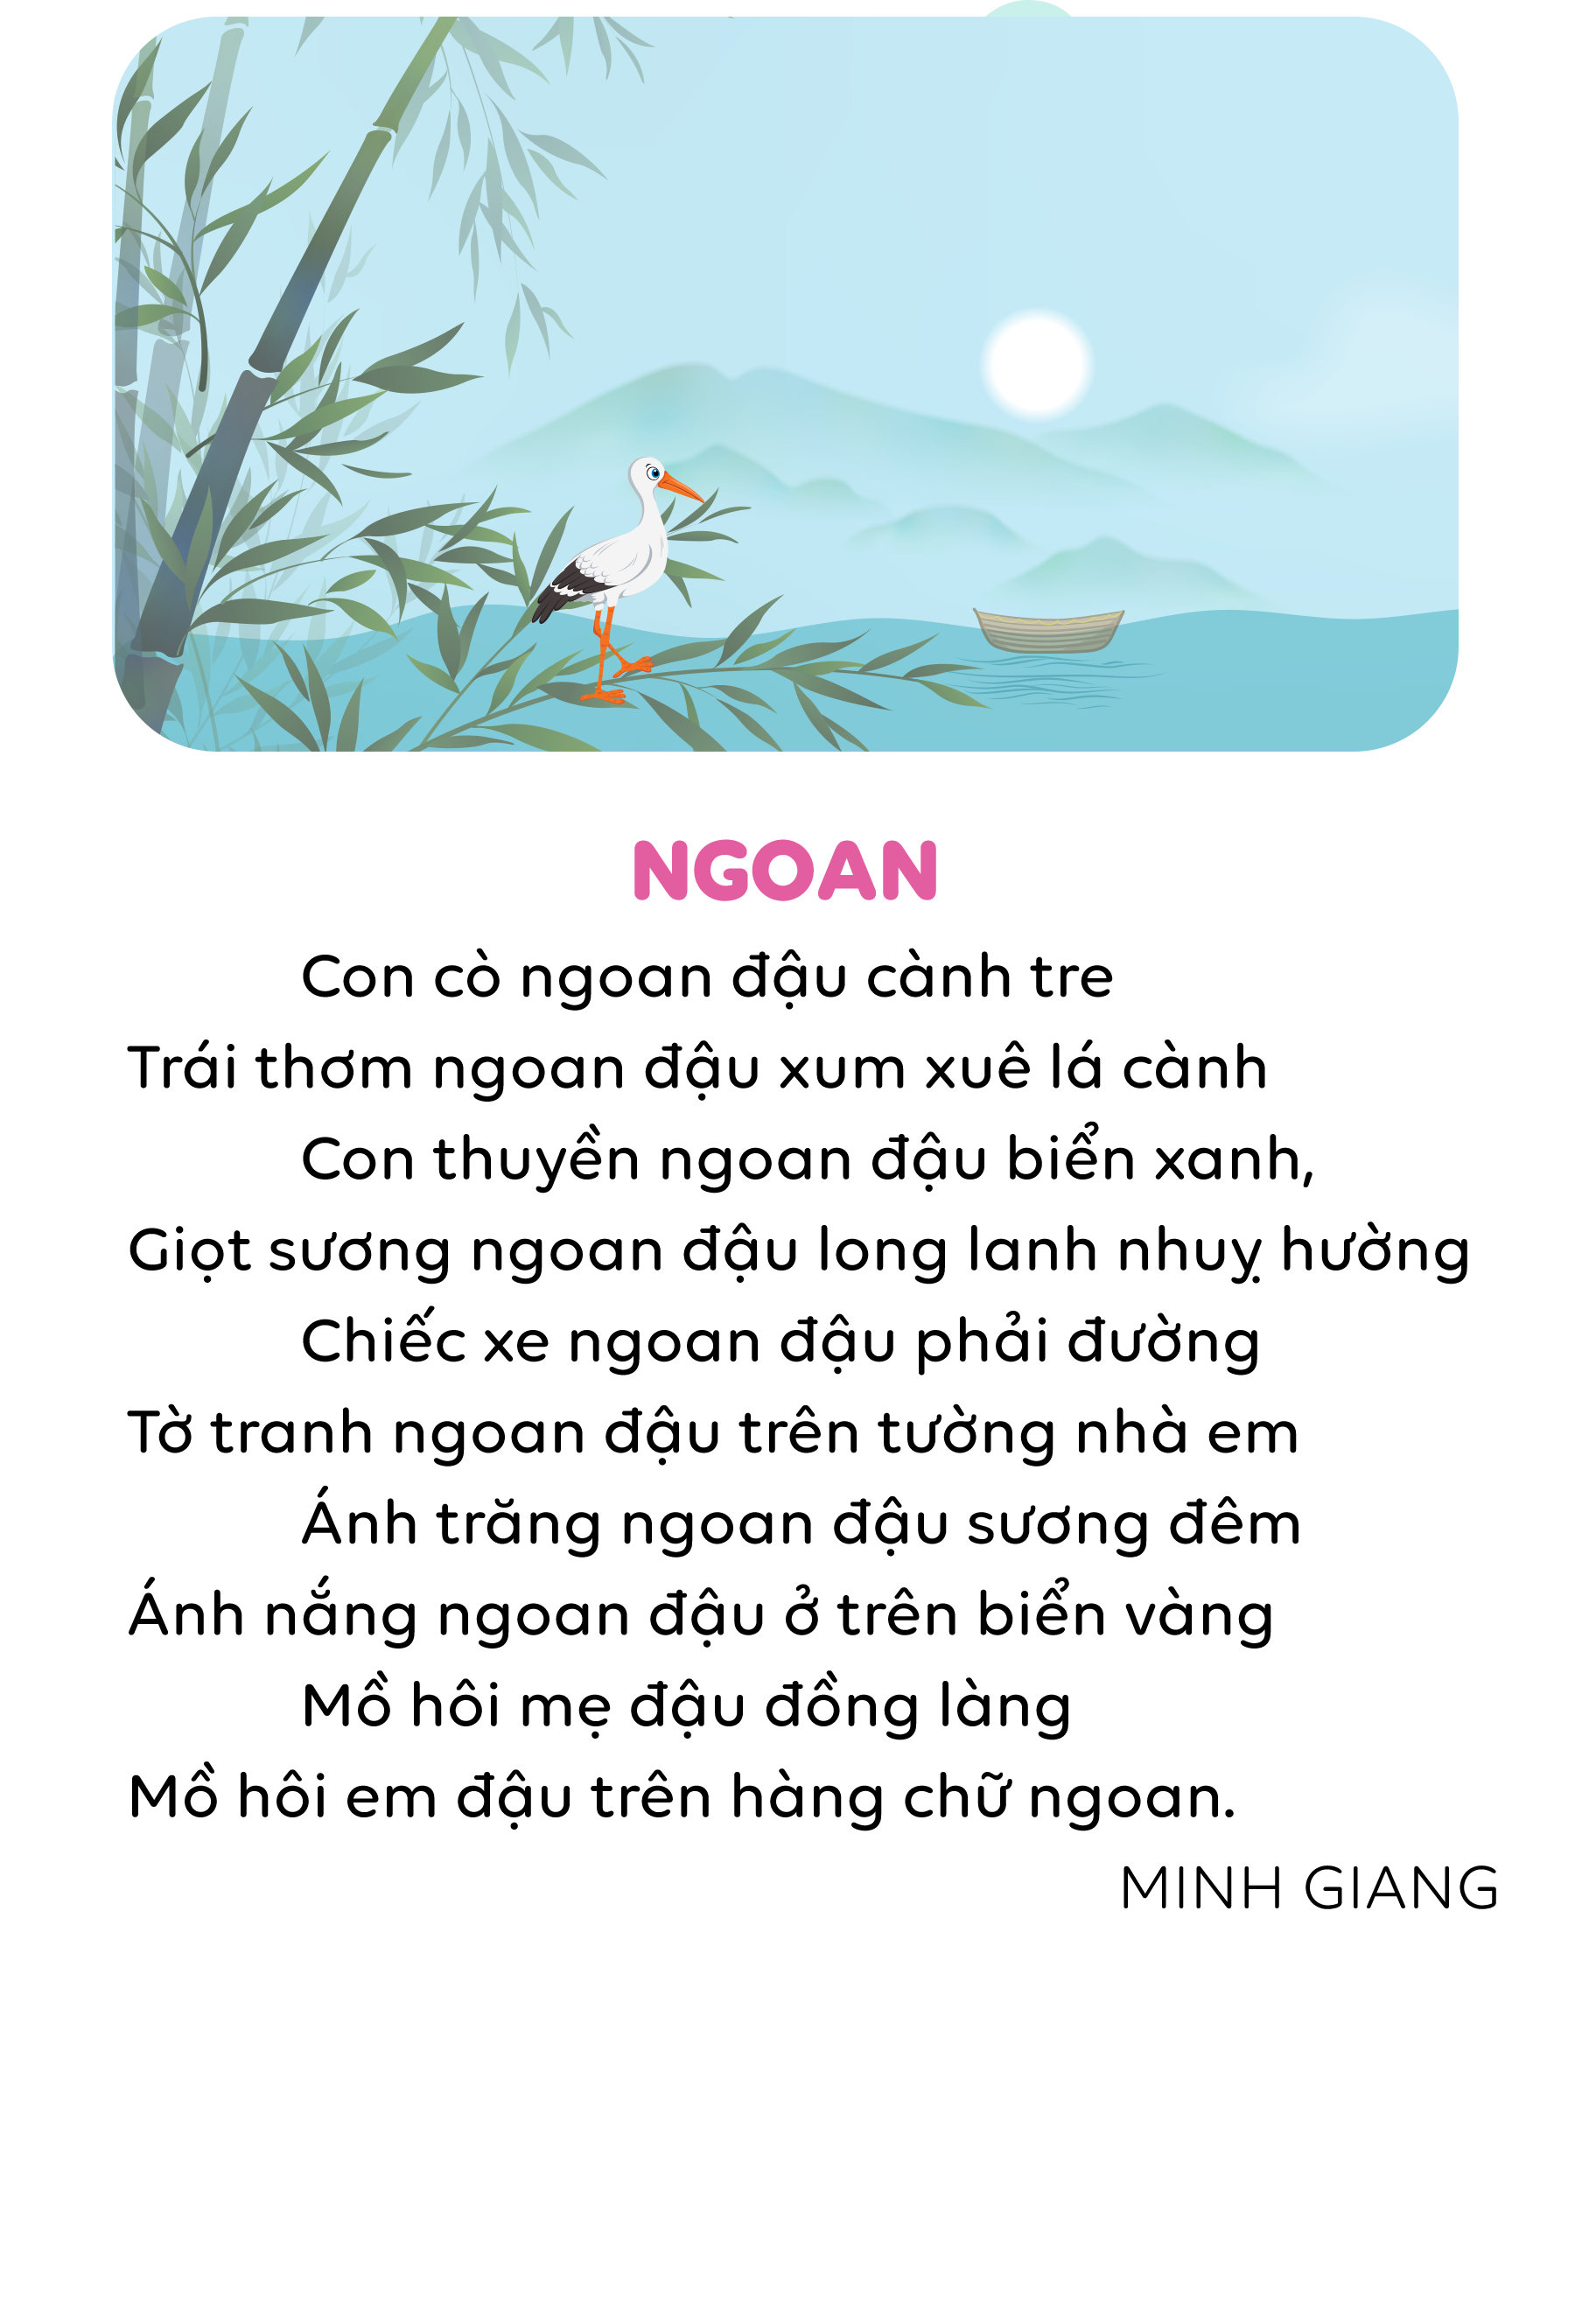 NGOAN
Con cò ngoan đậu cành tre
Trái thơm ngoan đậu xum xuê lá cành
Con thuyền ngoan đậu biển xanh,
Giọt sương ngoan đậu long lanh nhuỵ hường
Chiếc xe ngoan đậu phải đường
Tờ tranh ngoan đậu trên tường nhà em
Ánh trăng ngoan đậu sương đêm
Ánh nắng ngoan đậu ở trên biển vàng
Mồ hôi mẹ đậu đồng làng
Mồ hôi em đậu trên hàng chữ ngoan.
MINH GIANG